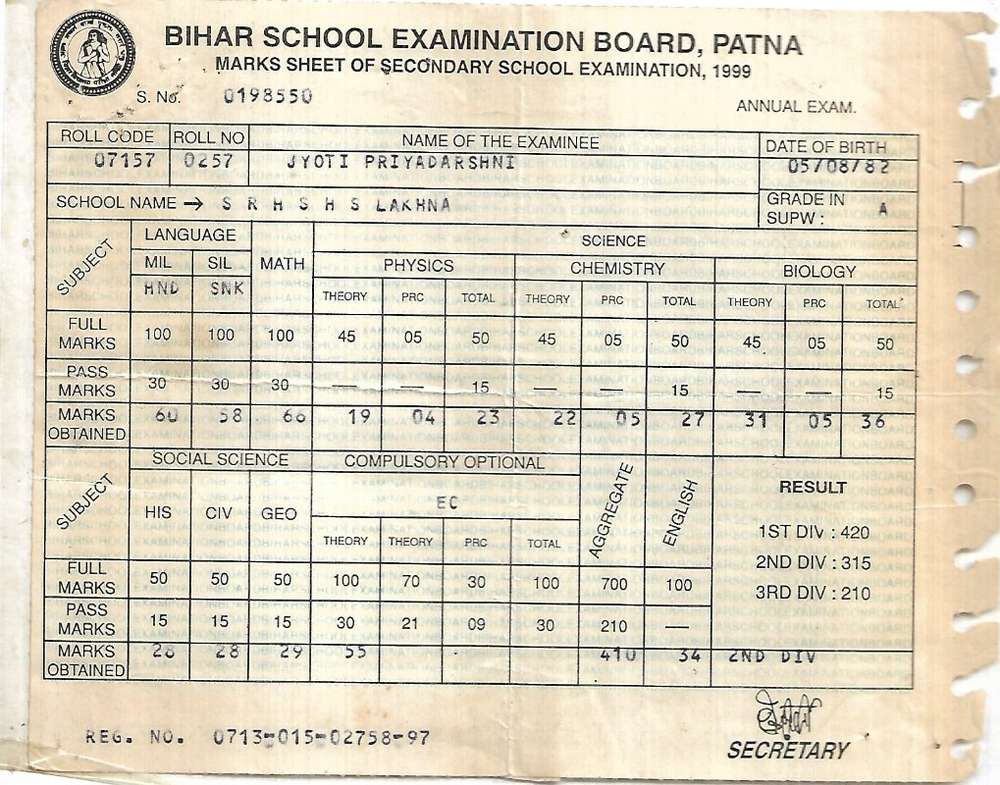 BIHAR SCHOOL EXAMINATION BOARD, PATNA
MARKS SHEET OF SECONDARY SCHOOL EXAMINATION, 1999
S. No. 0198550
ANNUAL EXAM.
ROLL CODE ROLL NO NAME OF THE EXAMINEE DATE OF BIRTH
07157 0257 JYOTI PRIYADARSHNI 05/08/82
SCHOOL NAME → S R H S H S LAKHNA GRADE IN SUPW : A
SUBJECT LANGUAGE SCIENCE
MIL SIL MATH PHYSICS CHEMISTRY BIOLOGY
HND SNK THEORY PRC TOTAL THEORY PRC TOTAL THEORY PRC TOTAL
FULL MARKS 100 100 100 45 05 50 45 05 50 45 05 50
PASS MARKS 30 30 30 — — 15 — — 15 15
MARKS OBTAINED 60 58 66 19 04 23 22 05 27 31 05 36
SUBJECT SOCIAL SCIENCE COMPULSORY OPTIONAL AGGREGATE ENGLISH RESULT
HIS CIV GEO EC
THEORY THEORY PRC TOTAL
1ST DIV : 420
2ND DIV : 315
3RD DIV : 210
FULL MARKS 50 50 50 100 70 30 100 700 100
PASS MARKS 15 15 15 30 21 09 30 210 —
MARKS OBTAINED 28 28 29 55 410 34 2ND DIV
REG. NO. 0713-015-02758-97
SECRETARY